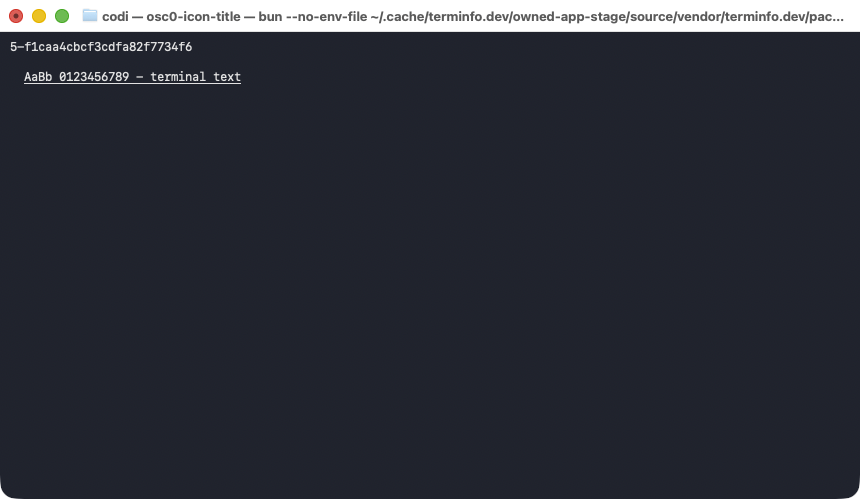 codi — osc0-icon-title — bun --no-env-file ~/.cache/terminfo.dev/owned-app-stage/source/vendor/terminfo.dev/pac...
5-f1caa4cbcf3cdfa82f7734f6
AaBb 0123456789 — terminal text